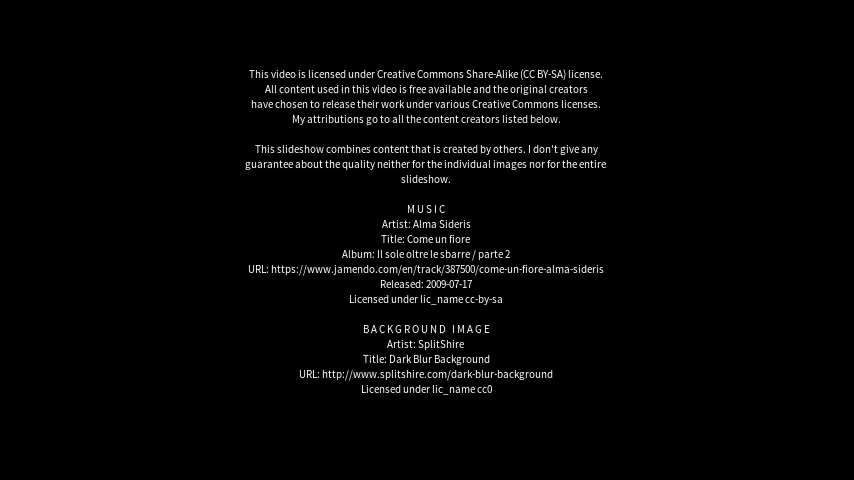 This video is licensed under Creative Commons Share-Alike (CC BY-SA) license.
All content used in this video is free available and the original creators
have chosen to release their work under various Creative Commons licenses.
My attributions go to all the content creators listed below.
This slideshow combines content that is created by others. I don't give any
guarantee about the quality neither for the individual images nor for the entire
slideshow.
MUSIC
Artist: Alma Sideris
Title: Come un fiore
Album: Il sole oltre le sbarre / parte 2
URL: https://www.jamendo.com/en/track/387500/come-un-fiore-alma-sideris
Released: 2009-07-17
Licensed under lic_name cc-by-sa
BACKGROUND IMAGE
Artist: SplitShire
Title: Dark Blur Background
URL: http://www.splitshire.com/dark-blur-background
Licensed under lic_name cc0